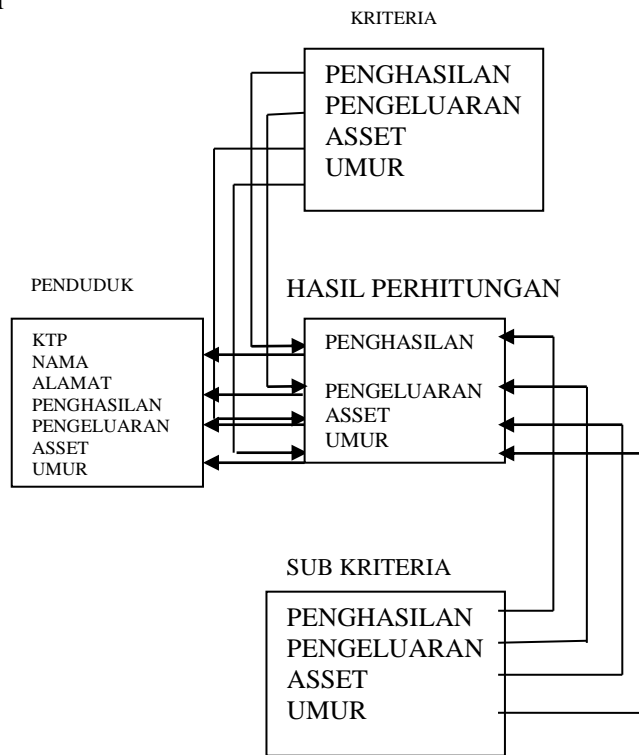 KRITERIA
PENGHASILAN
PENGELUARAN
ASSET
UMUR
PENDUDUK
KTP
NAMA
ALAMAT
PENGHASILAN
PENGELUARAN
ASSET
UMUR
HASIL PERHITUNGAN
PENGHASILAN
PENGELUARAN
ASSET
UMUR
SUB KRITERIA
PENGHASILAN
PENGELUARAN
ASSET
UMUR